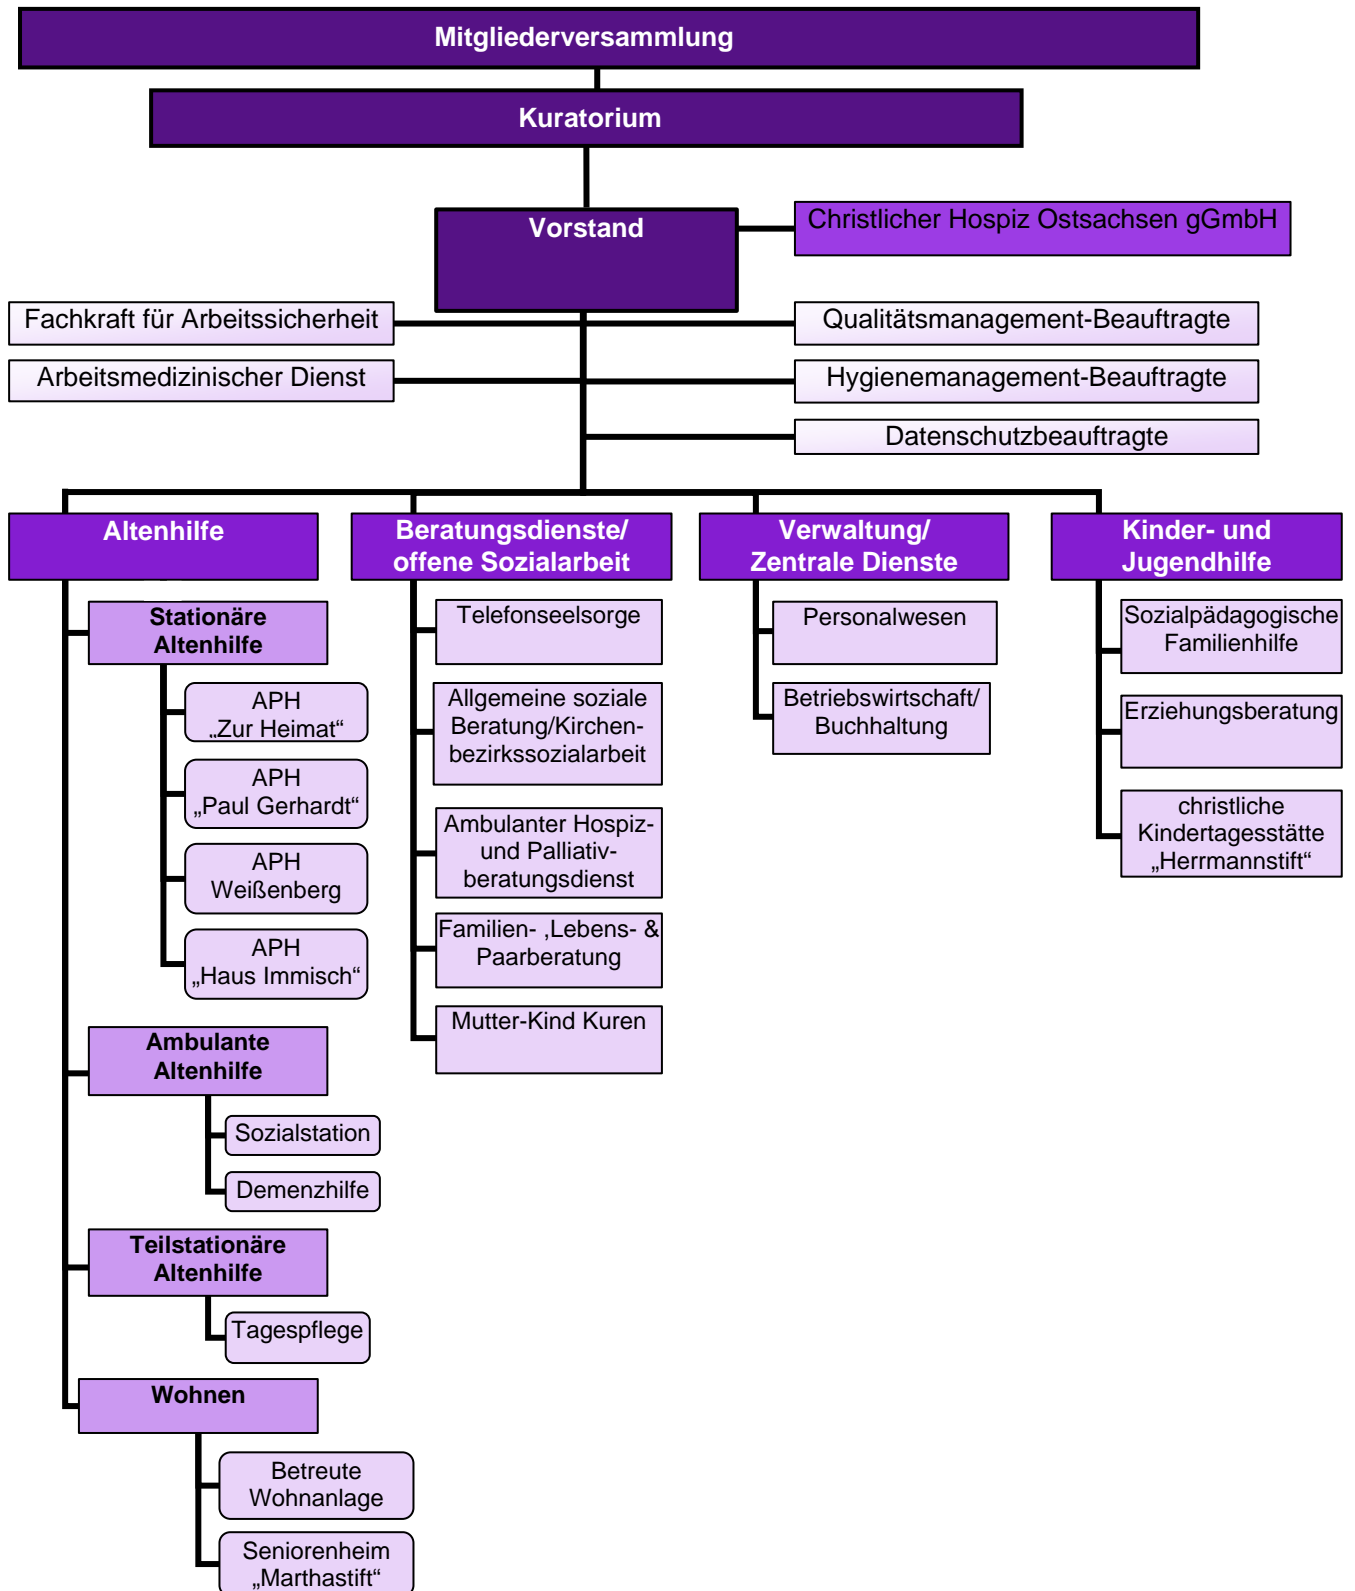 Mitgliederversammlung
Kuratorium
Vorstand
Christlicher Hospiz Ostsachsen gGmbH
Fachkraft für Arbeitssicherheit
Qualitätsmanagement-Beauftragte
Arbeitsmedizinischer Dienst
Hygienemanagement-Beauftragte
Datenschutzbeauftragte
Altenhilfe
Stationäre
Altenhilfe
APH
„Zur Heimat“
APH
„Paul Gerhardt“
APH
Weißenberg
APH
„Haus Immisch“
Ambulante
Altenhilfe
Sozialstation
Demenzhilfe
Teilstationäre
Altenhilfe
Tagespflege
Wohnen
Betreute
Wohnanlage
Seniorenheim
„Marthastift“
Beratungsdienste/
offene Sozialarbeit
Telefonseelsorge
Allgemeine soziale
Beratung/Kirchen-
bezirkssozialarbeit
Ambulanter Hospiz-
und Palliativ-
beratungsdienst
Familien- ,Lebens- &
Paarberatung
Mutter-Kind Kuren
Verwaltung/
Zentrale Dienste
Personalwesen
Betriebswirtschaft/
Buchhaltung
Kinder- und
Jugendhilfe
Sozialpädagogische
Familienhilfe
Erziehungsberatung
christliche
Kindertagesstätte
„Herrmannstift“